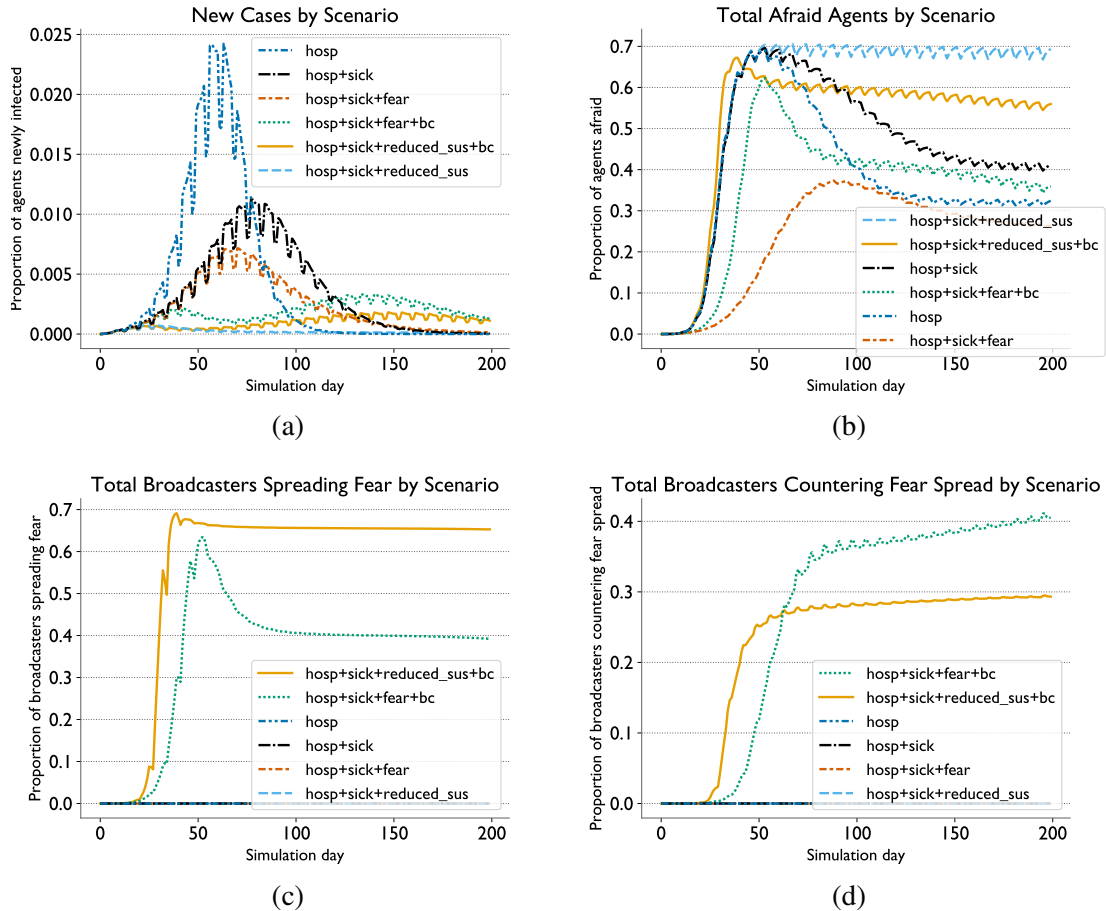 New Cases by Scenario
Proportion of agents newly infected
0.025
0.020
0.015
0.010
0.005
0.000
hosp
hosp+sick
hosp+sick+fear
hosp+sick+fear+bc
hosp+sick+reduced_sus+bc
hosp+sick+reduced_sus
0
50
100
150
200
Simulation day
(a)
Total Afraid Agents by Scenario
Proportion of agents afraid
0.7
0.6
0.5
0.4
0.3
0.2
0.1
0.0
hosp+sick+reduced_sus
hosp+sick+reduced_sus+bc
hosp+sick
hosp+sick+fear+bc
hosp
hosp+sick+fear
0
50
100
150
200
Simulation day
(b)
Total Broadcasters Spreading Fear by Scenario
Proportion of broadcasters spreading fear
0.7
0.6
0.5
0.4
0.3
0.2
0.1
0.0
hosp+sick+reduced_sus+bc
hosp+sick+fear+bc
hosp
hosp+sick
hosp+sick+fear
hosp+sick+reduced_sus
0
50
100
150
200
Simulation day
(c)
Total Broadcasters Countering Fear Spread by Scenario
Proportion of broadcasters countering fear spread
0.4
0.3
0.2
0.1
0.0
hosp+sick+fear+bc
hosp+sick+reduced_sus+bc
hosp
hosp+sick
hosp+sick+fear
hosp+sick+reduced_sus
0
50
100
150
200
Simulation day
(d)